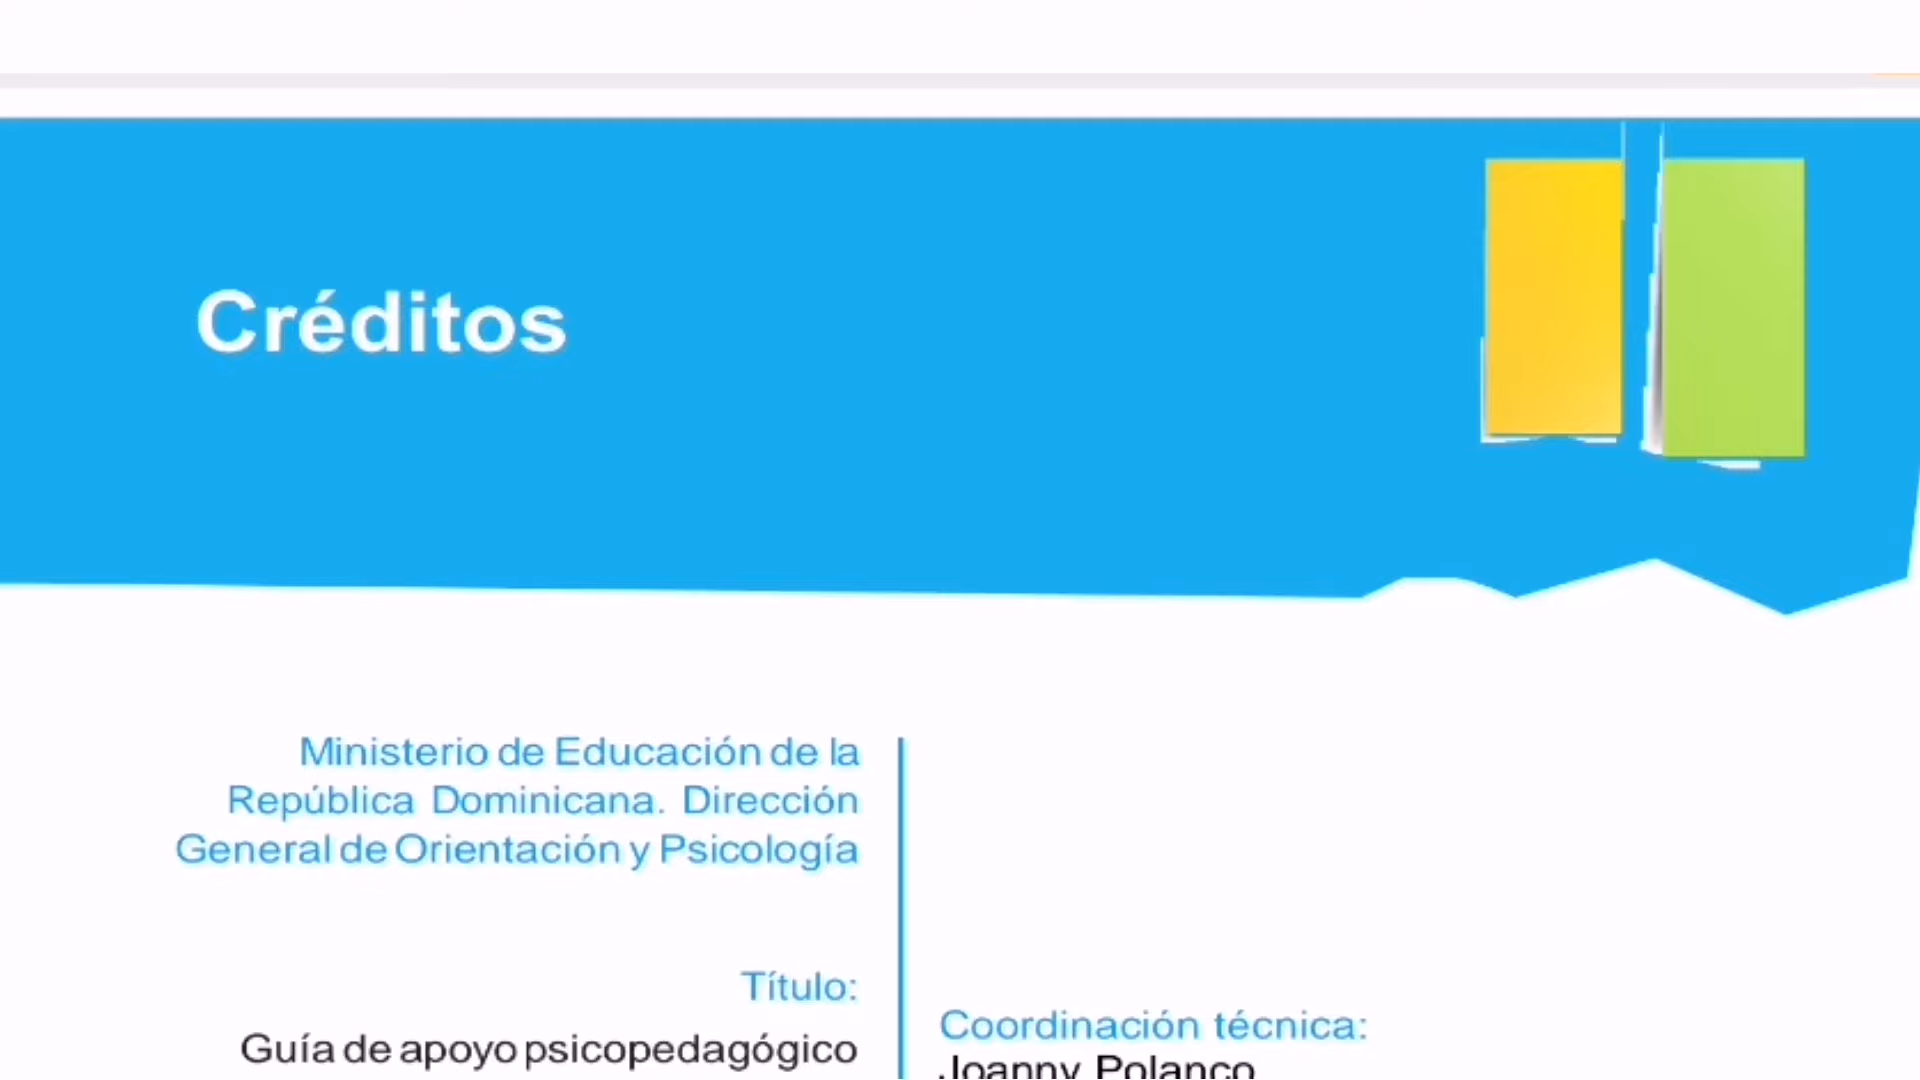 Créditos
Ministerio de Educación de la
República Dominicana. Dirección
General de Orientación y Psicología
Título:
Guía de apoyo psicopedagógico
Coordinación técnica:
Joanny Polanco